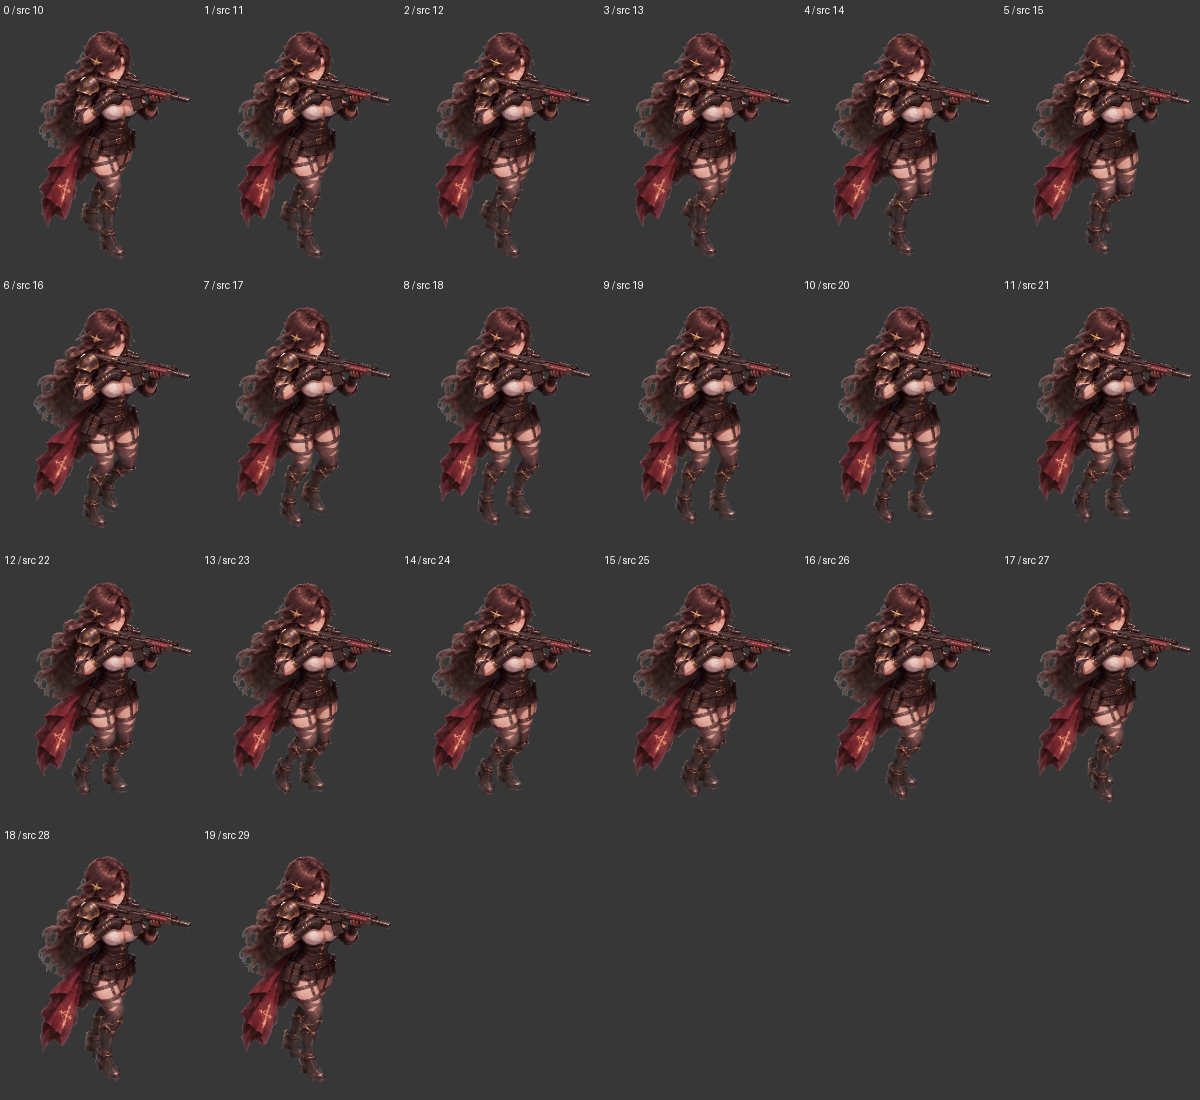 0 / src 10
1 / src 11
2 / src 12
3 / src 13
4 / src 14
5 / src 15
6 / src 16
7 / src 17
8 / src 18
9 / src 19
10 / src 20
11 / src 21
12 / src 22
13 / src 23
14 / src 24
15 / src 25
16 / src 26
17 / src 27
18 / src 28
19 / src 29